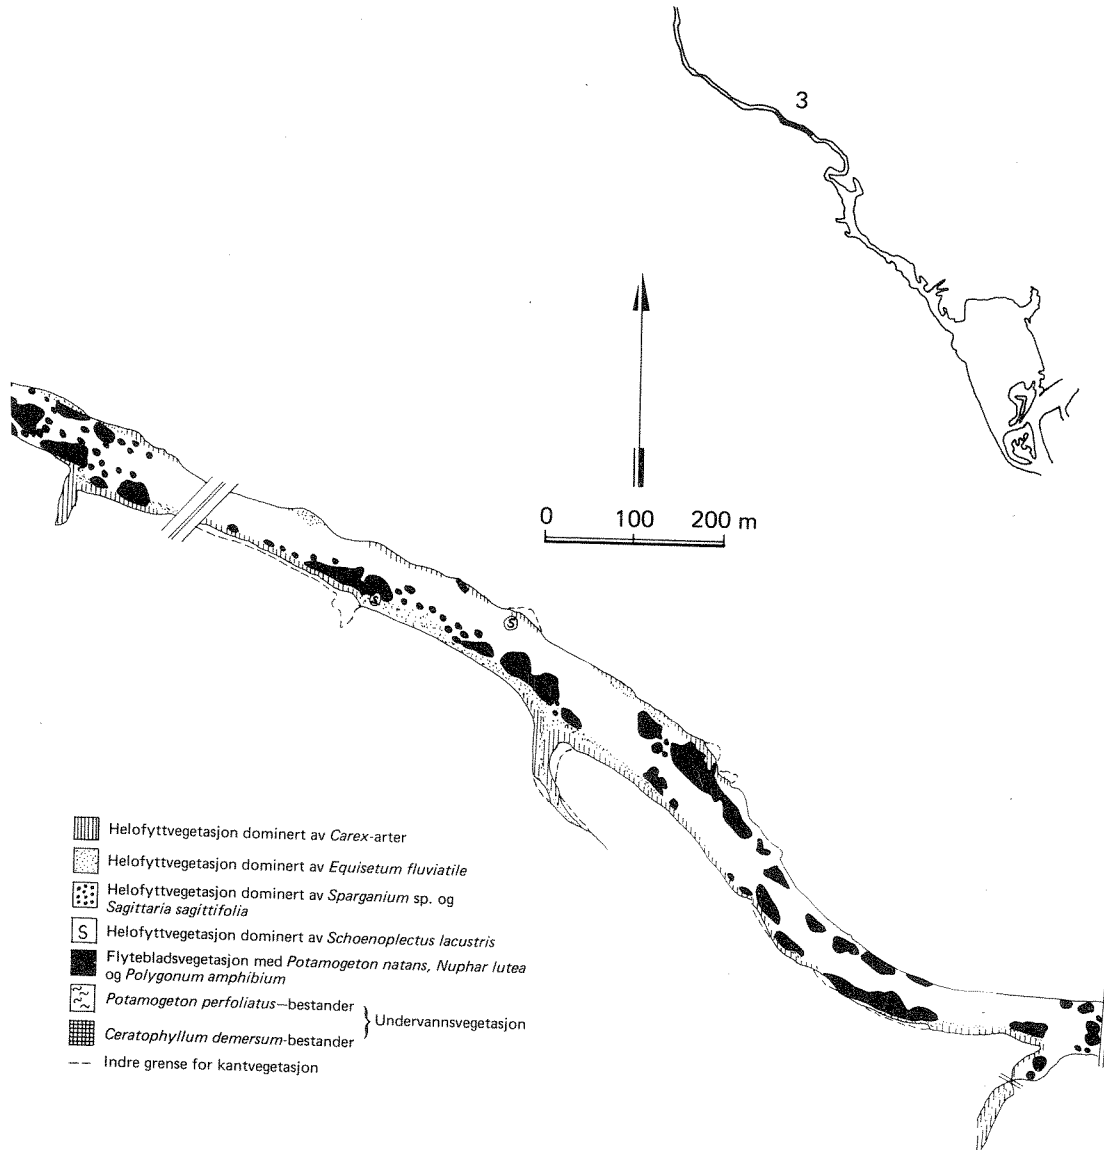 3
0 100 200 m
S
S
Helofyttvegetasjon dominert av Carex-arter
Helofyttvegetasjon dominert av Equisetum fluviatile
Helofyttvegetasjon dominert av Sparganium sp. og
Sagittaria sagittifolia
S Helofyttvegetasjon dominert av Schoenoplectus lacustris
Flytebladsvegetasjon med Potamogeton natans, Nuphar lutea
og Polygonum amphibium
Potamogeton perfoliatus—bestander
Undervannsvegetasjon
Ceratophyllum demersum-bestander
Indre grense for kantvegetasjon